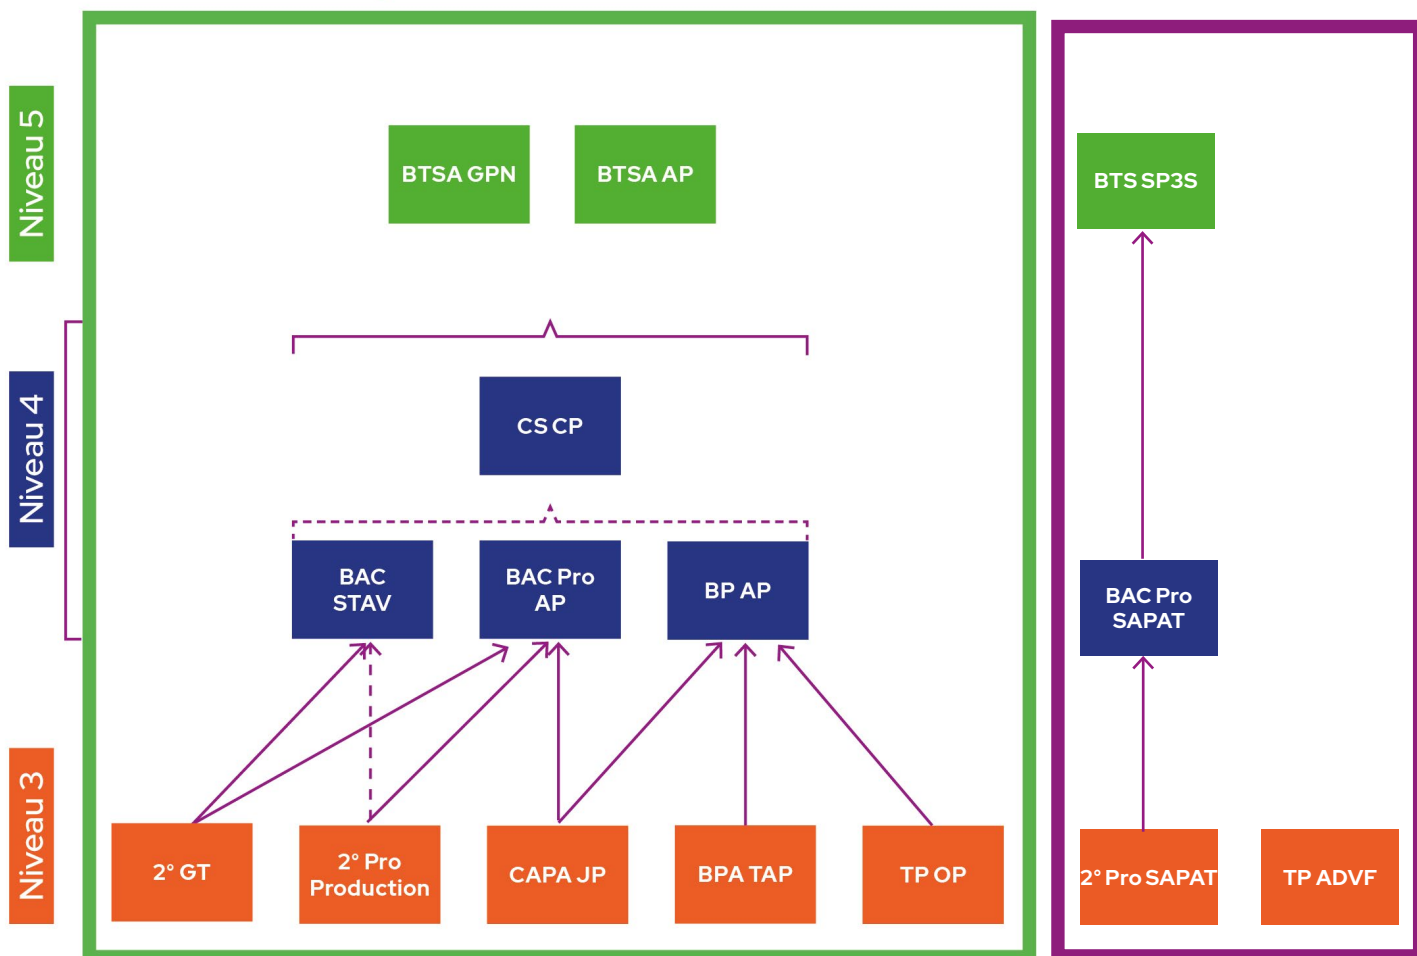 Niveau 5
BTSA GPN
BTSA AP
BTS SP3S
Niveau 4
CS CP
BAC
STAV
BAC Pro
AP
BP AP
BAC Pro
SAPAT
Niveau 3
2° GT
2° Pro
Production
CAPA JP
BPA TAP
TP OP
2° Pro SAPAT
TP ADVF